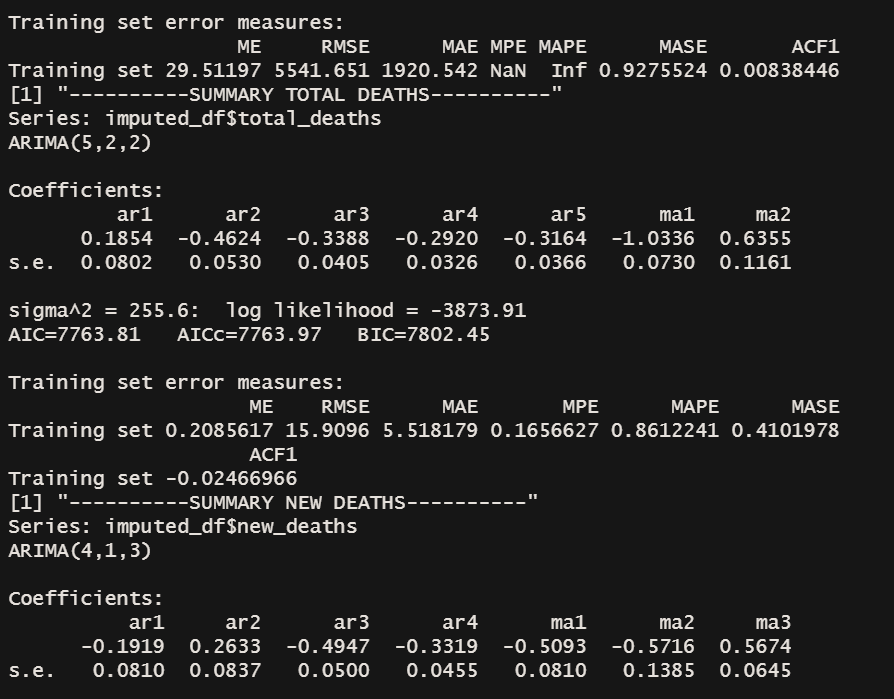 Training set error measures:
                   ME     RMSE      MAE MPE MAPE      MASE       ACF1
Training set 29.51197 5541.651 1920.542 NaN  Inf 0.9275524 0.00838446
[1] "----------SUMMARY TOTAL DEATHS----------"
Series: imputed_df$total_deaths
ARIMA(5,2,2)

Coefficients:
         ar1      ar2      ar3      ar4      ar5      ma1     ma2
      0.1854  -0.4624  -0.3388  -0.2920  -0.3164  -1.0336  0.6355
s.e.  0.0802   0.0530   0.0405   0.0326   0.0366   0.0730  0.1161

sigma^2 = 255.6:  log likelihood = -3873.91
AIC=7763.81   AICc=7763.97   BIC=7802.45

Training set error measures:
                    ME    RMSE      MAE       MPE      MAPE      MASE
Training set 0.2085617 15.9096 5.518179 0.1656627 0.8612241 0.4101978
                    ACF1
Training set -0.02466966
[1] "----------SUMMARY NEW DEATHS----------"
Series: imputed_df$new_deaths
ARIMA(4,1,3)

Coefficients:
          ar1     ar2      ar3      ar4      ma1      ma2     ma3
      -0.1919  0.2633  -0.4947  -0.3319  -0.5093  -0.5716  0.5674
s.e.   0.0810  0.0837   0.0500   0.0455   0.0810   0.1385  0.0645